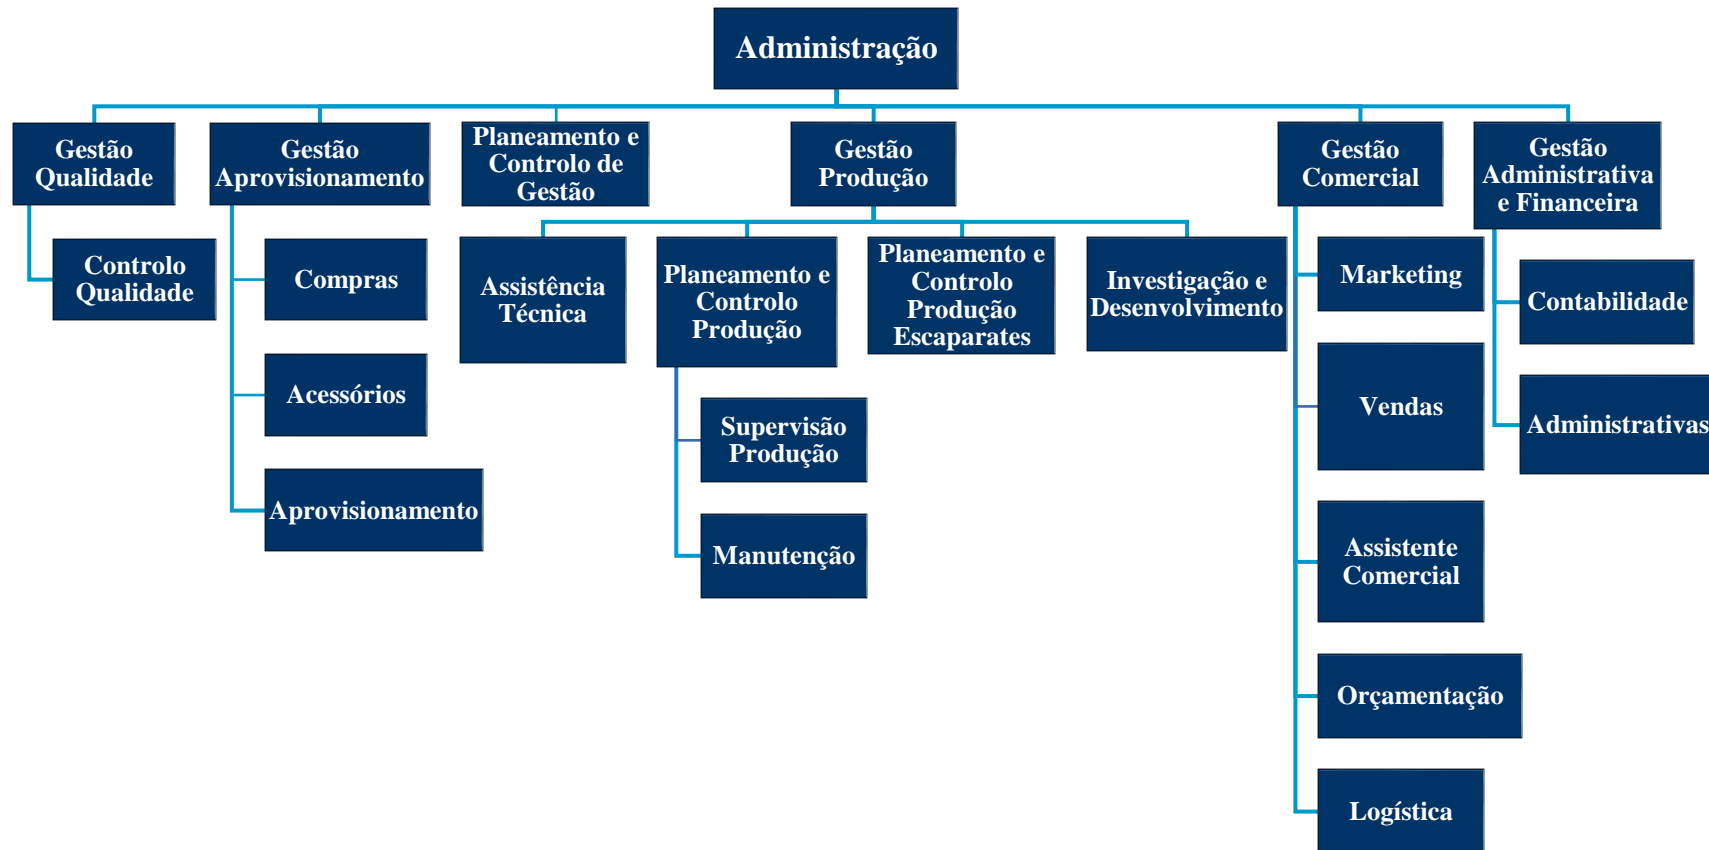 Administração
Gestão
Qualidade
Gestão
Aprovisionamento
Planeamento e
Controlo de
Gestão
Gestão
Produção
Gestão
Comercial
Gestão
Administrativa
e Financeira
Controlo
Qualidade
Compras
Acessórios
Aprovisionamento
Assistência
Técnica
Planeamento e
Controlo
Produção
Planeamento e
Controlo
Produção
Escaparates
Investigação e
Desenvolvimento
Supervisão
Produção
Manutenção
Marketing
Vendas
Assistente
Comercial
Orçamentação
Logística
Contabilidade
Administrativas